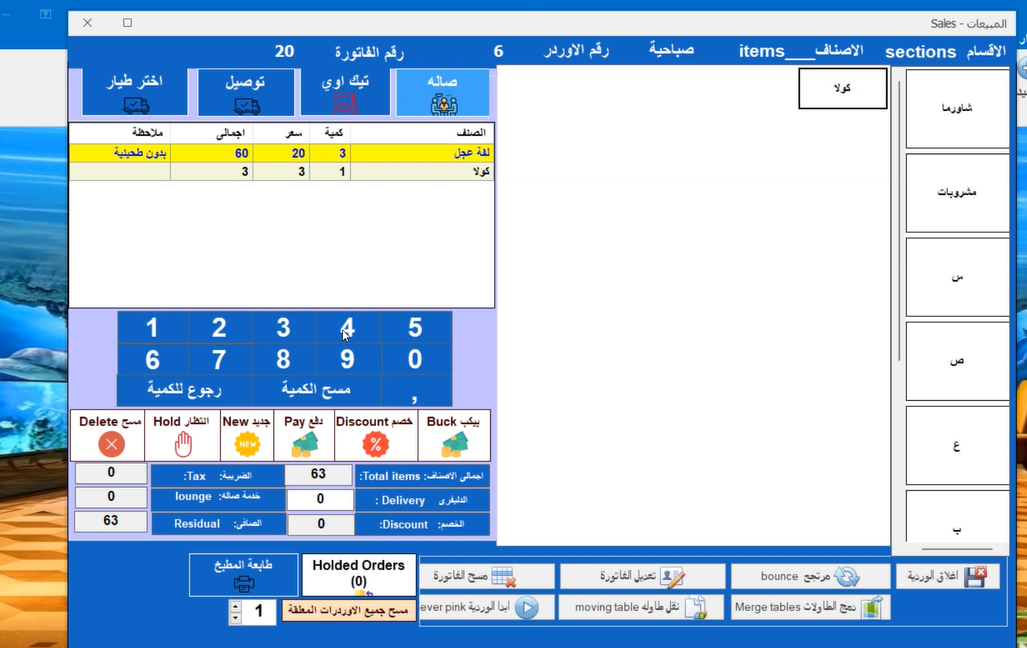 المبيعات - Sales
الاقسام sections
الاصناف___items
صباحية
رقم الأوردر 6
رقم الفاتورة 20
صاله
تيك اوي
توصيل
اختر طيار
الصنف كمية سعر اجمالى ملاحظة
لفة عجل 3 20 60 بدون طحينية
كولا 1 3 3
كولا
شاورما
مشروبات
س
ص
ع
ب
1 2 3 4 5
6 7 8 9 0
رجوع للكمية مسح الكمية ,
بيكب Buck
خصم Discount
دفع Pay
جديد New
NEW
انتظار Hold
مسح Delete
اجمالى الاصناف: Total items: 63
الضريبة: Tax: 0
الدليفرى Delivery : 0
خدمة صاله: lounge 0
الخصم: Discount: 0
الصافي: Residual 63
طابعة المطبخ
Holded Orders
(0)
مسح جميع الاوردرات المعلقة
1
مسح الفاتورة
تعديل الفاتورة
مرتجع bounce
اغلاق الوردية
ابدا الوردية ever pink
نقل طاوله moving table
دمج الطاولات Merge tables